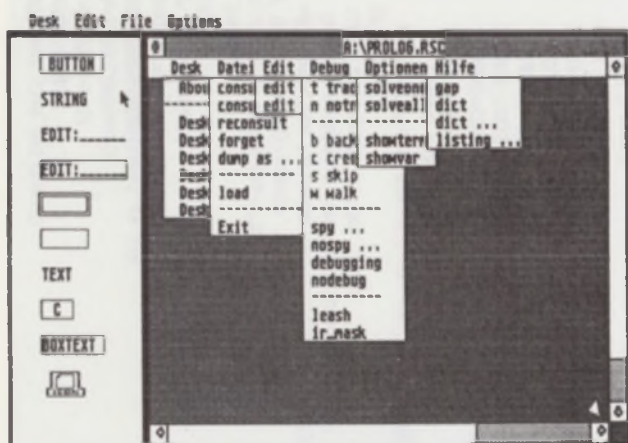 Desk Edit File Options
BUTTON
STRING
EDIT:______
EDIT:______
TEXT
C
BOXTEXT
A:\PROLOG.RSC
Desk Datei Edit Debug Optionen Hilfe
Abou
Desk
Desk
Desk
Desk
Desk
Desk
consu
consu
reconsult
forget
dump as ...
load
Exit
edit
edit
t trac
n notr
b back
c cree
s skip
w walk
spy ...
nospy ...
debugging
nodebug
leash
ir_mask
solveone
solveall
showterm
showvar
gap
dict
dict ...
listing ...